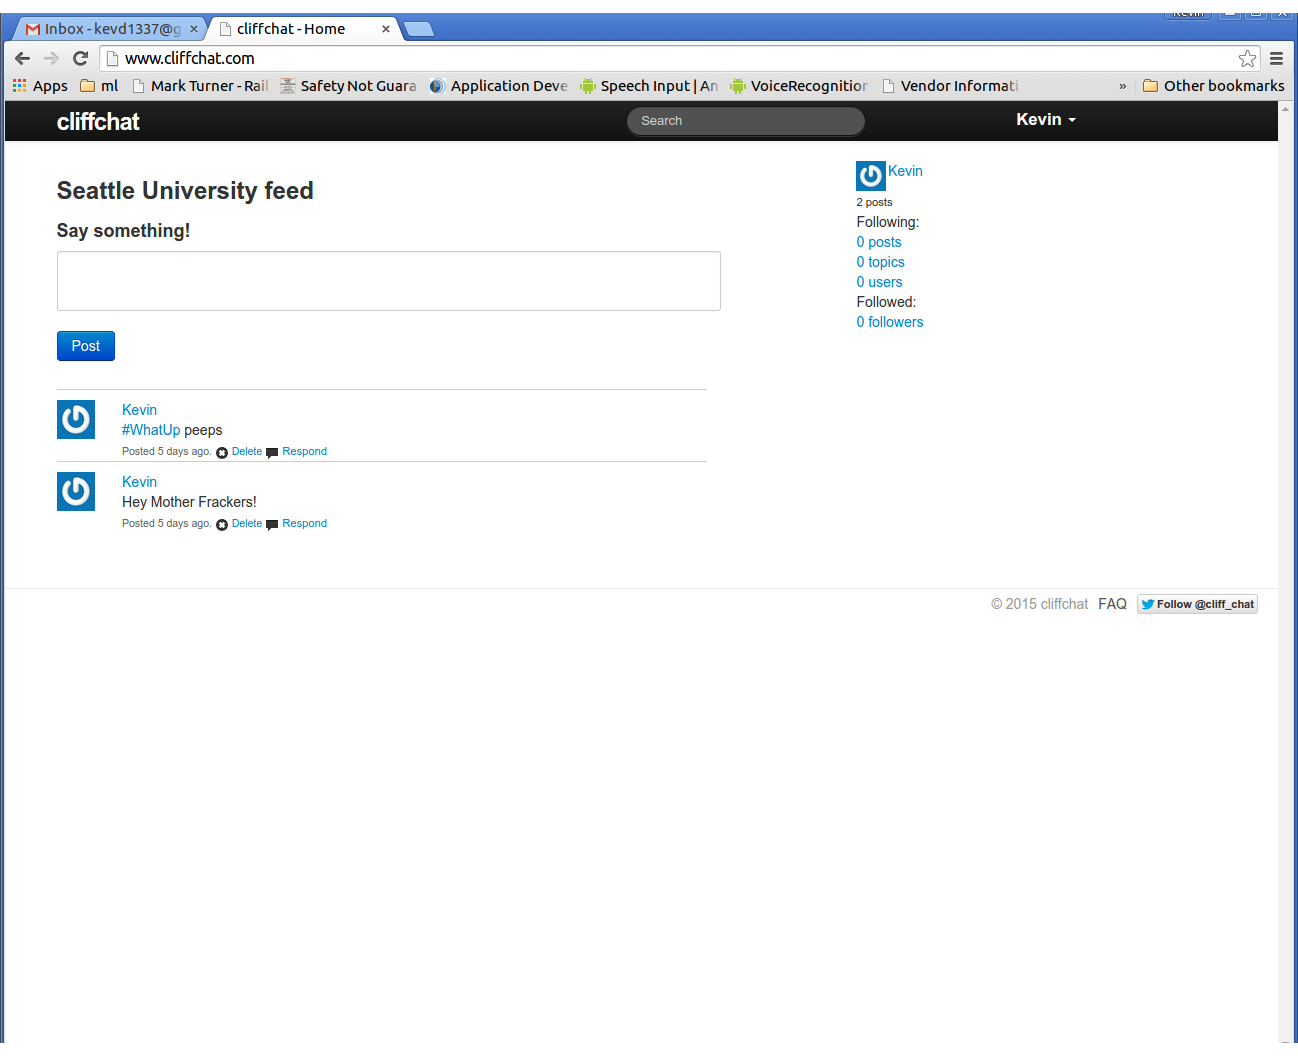 Kevin
Inbox - kevd1337@g
cliffchat - Home
www.cliffchat.com
Apps ml Mark Turner - Rail Safety Not Guara Application Deve Speech Input | An VoiceRecognition Vendor Informati » Other bookmarks
cliffchat
Search
Kevin
Seattle University feed
Say something!
Post
Kevin
#WhatUp peeps
Posted 5 days ago. Delete Respond
Kevin
Hey Mother Frackers!
Posted 5 days ago. Delete Respond
Kevin
2 posts
Following:
0 posts
0 topics
0 users
Followed:
0 followers
© 2015 cliffchat FAQ Follow @cliff_chat